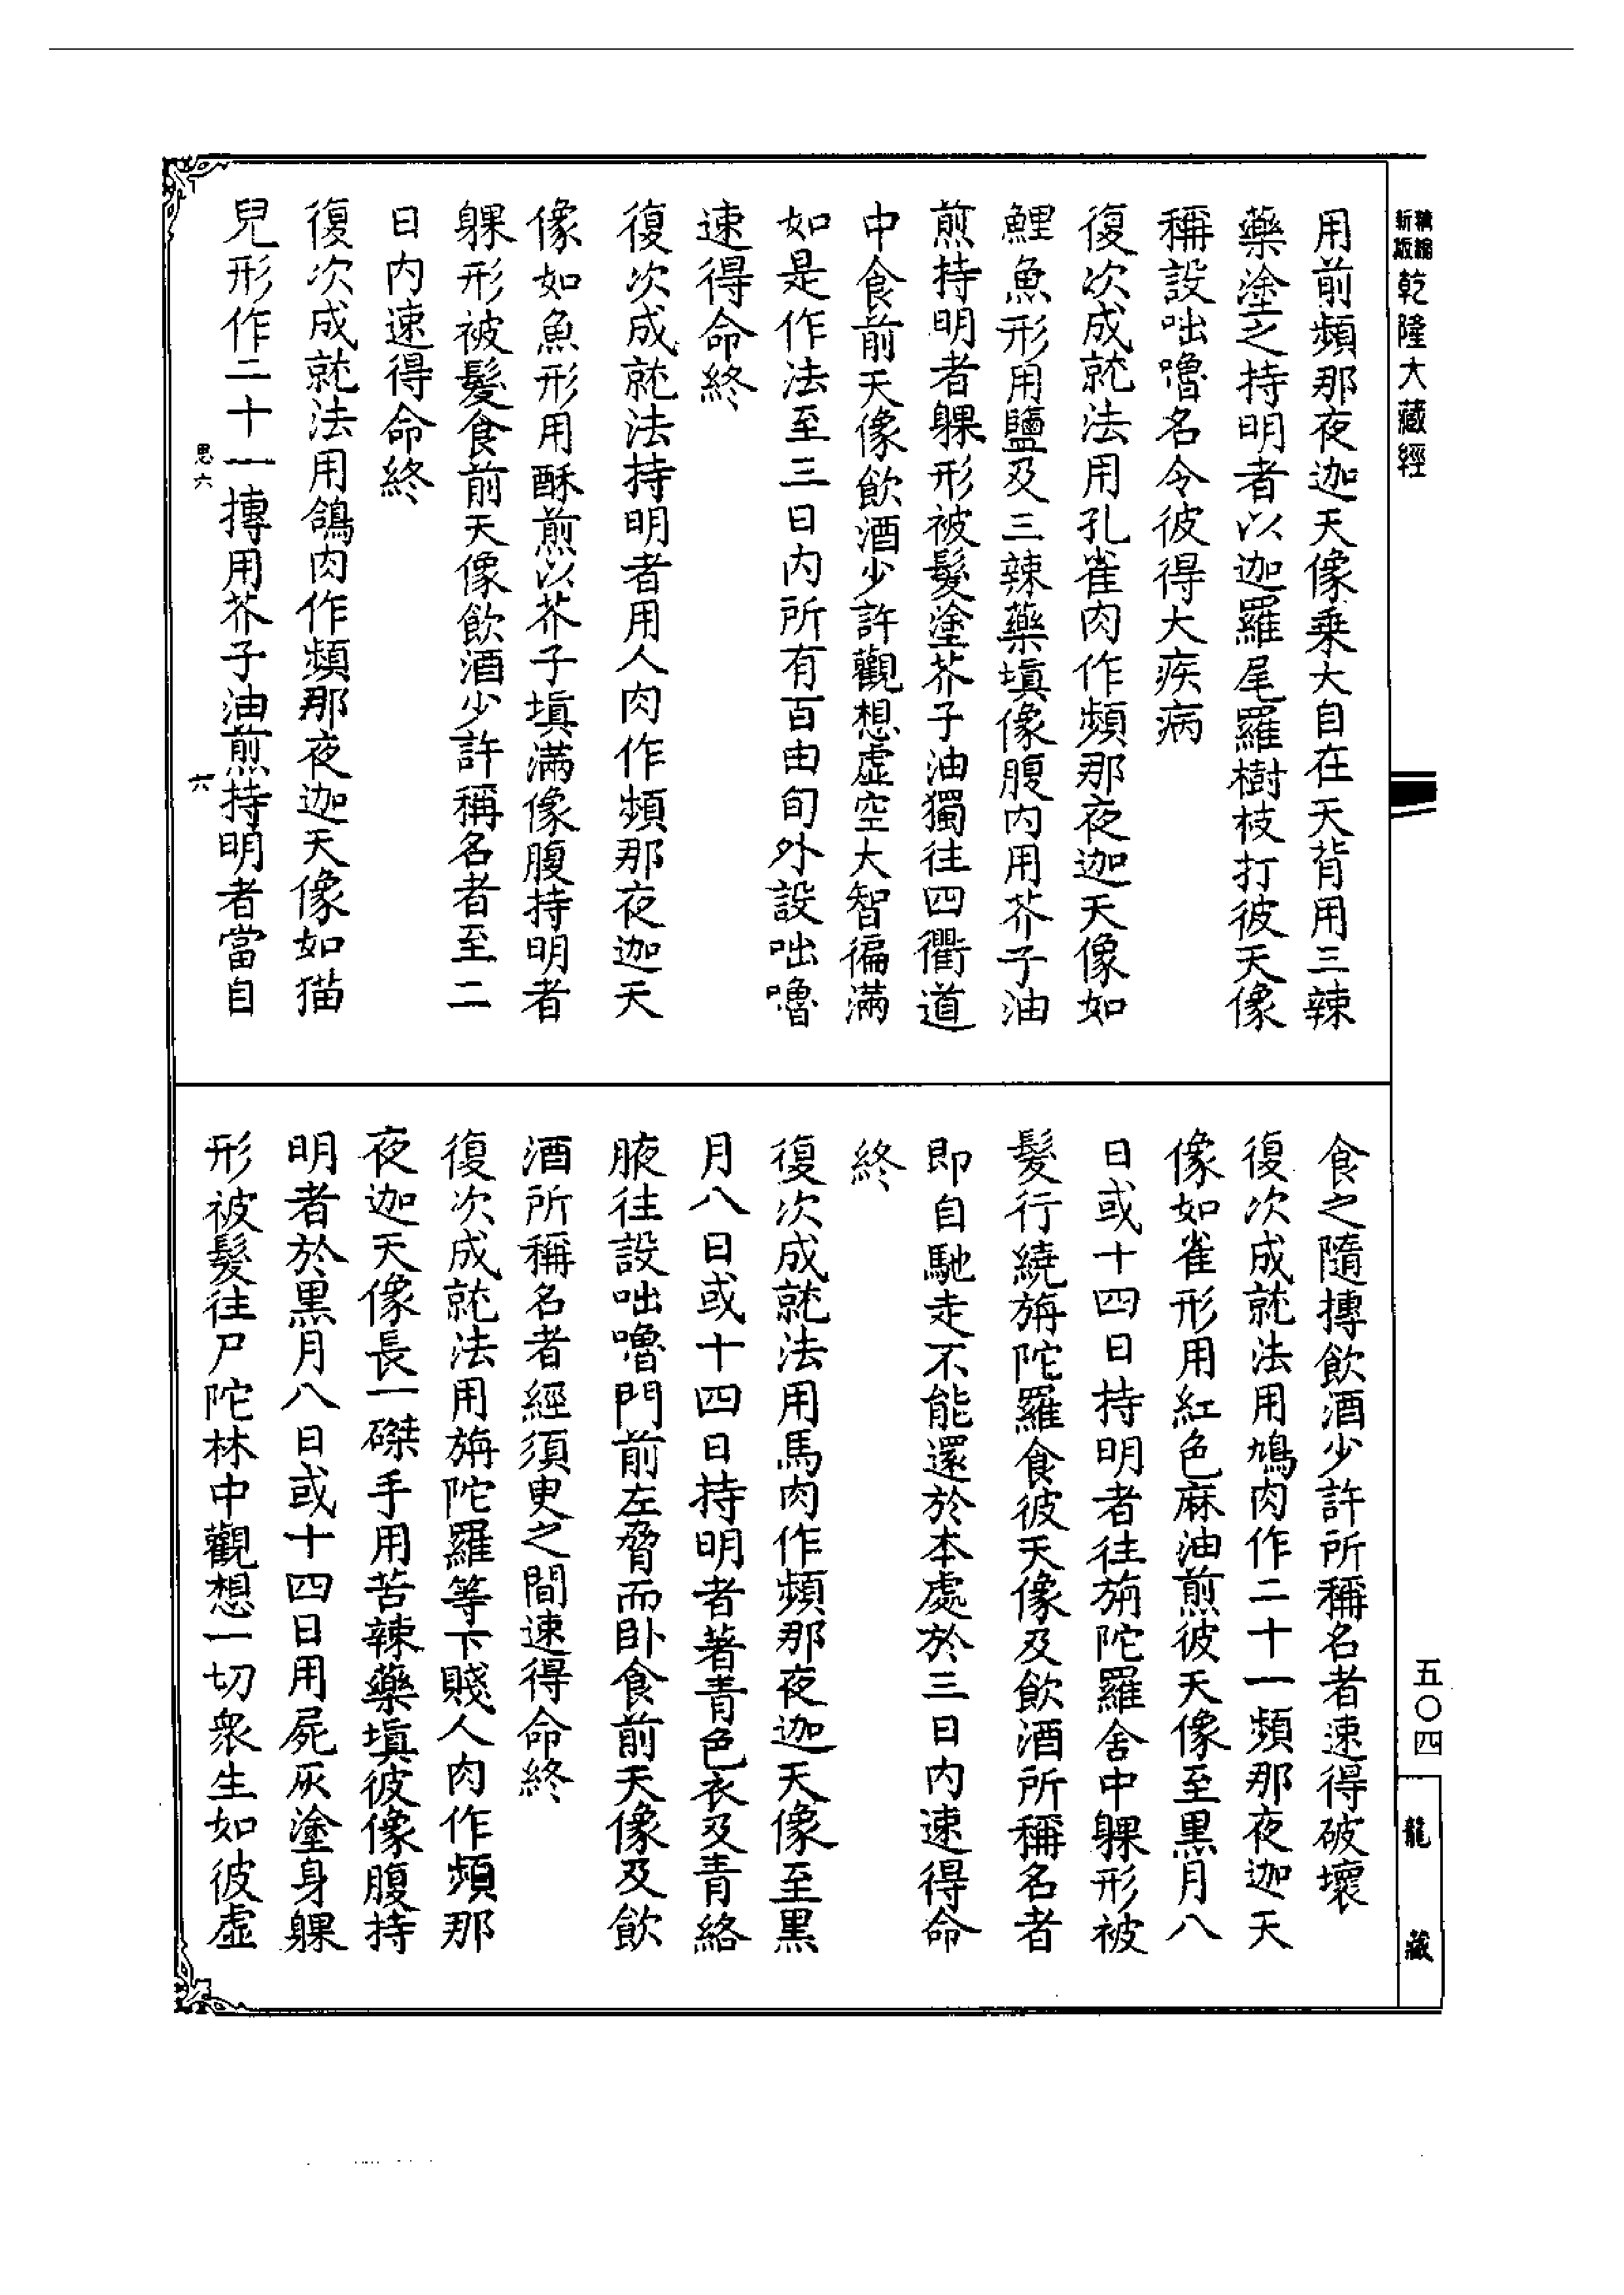 新版精縮
乾隆大藏經
用前頻那夜迦天像乗大自在天背用三辣
藥塗之持明者以迦羅尾羅樹枝打彼天像
稱設咄嚕名令彼得大疾病
復次成就法用孔雀肉作頻那夜迦天像如
鯉魚形用鹽及三辣藥塡像腹内用芥子油
煎持明者躶形被髮塗芥子油獨往四衢道
中食前天像飲酒少許觀想虚空大智徧滿
如是作法至三日内所有百由旬外設咄嚕
速得命終
復次成就法持明者用人肉作頻那夜迦天
像如魚形用酥煎以芥子塡滿像腹持明者
躶形被髮食前天像飲酒少許稱名者至二
日内速得命終
復次成就法用鴿肉作頻那夜迦天像如猫
兒形作二十一摶用芥子油煎持明者當自
思六
六
食之隨摶飲酒少許所稱名者速得破壞
復次成就法用鳩肉作二十一頻那夜迦天
像如雀形用紅色麻油煎彼天像至黒月八
日或十四日持明者往旃陀羅舍中躶形被
髮行繞旃陀羅食彼天像及飲酒所稱名者
即自馳走不能還於本處於三日内速得命
終
復次成就法用馬肉作頻那夜迦天像至黒
月八日或十四日持明者著青色衣及青絡
腋往設咄嚕門前左脅而卧食前天像及飲
酒所稱名者經須更之間速得命終
復次成就法用旃陀羅等下賤人肉作頻那
夜迦天像長一磔手用苦辣藥塡彼像腹持
明者於黒月八日或十四日用屍灰塗身躶
形被髮往尸陀林中觀想一切衆生如彼虚
五〇四
龍藏